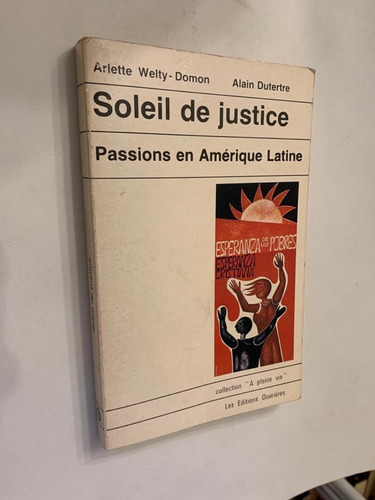 Arlette Welty-Domon Alain Dutertre
Soleil de justice
Passions en Amérique Latine
ESPERANZA DE LOS POBRES
ESPERANZA
CRISTIANA
collection "A pleine vie"
Les Editions Ouvrières